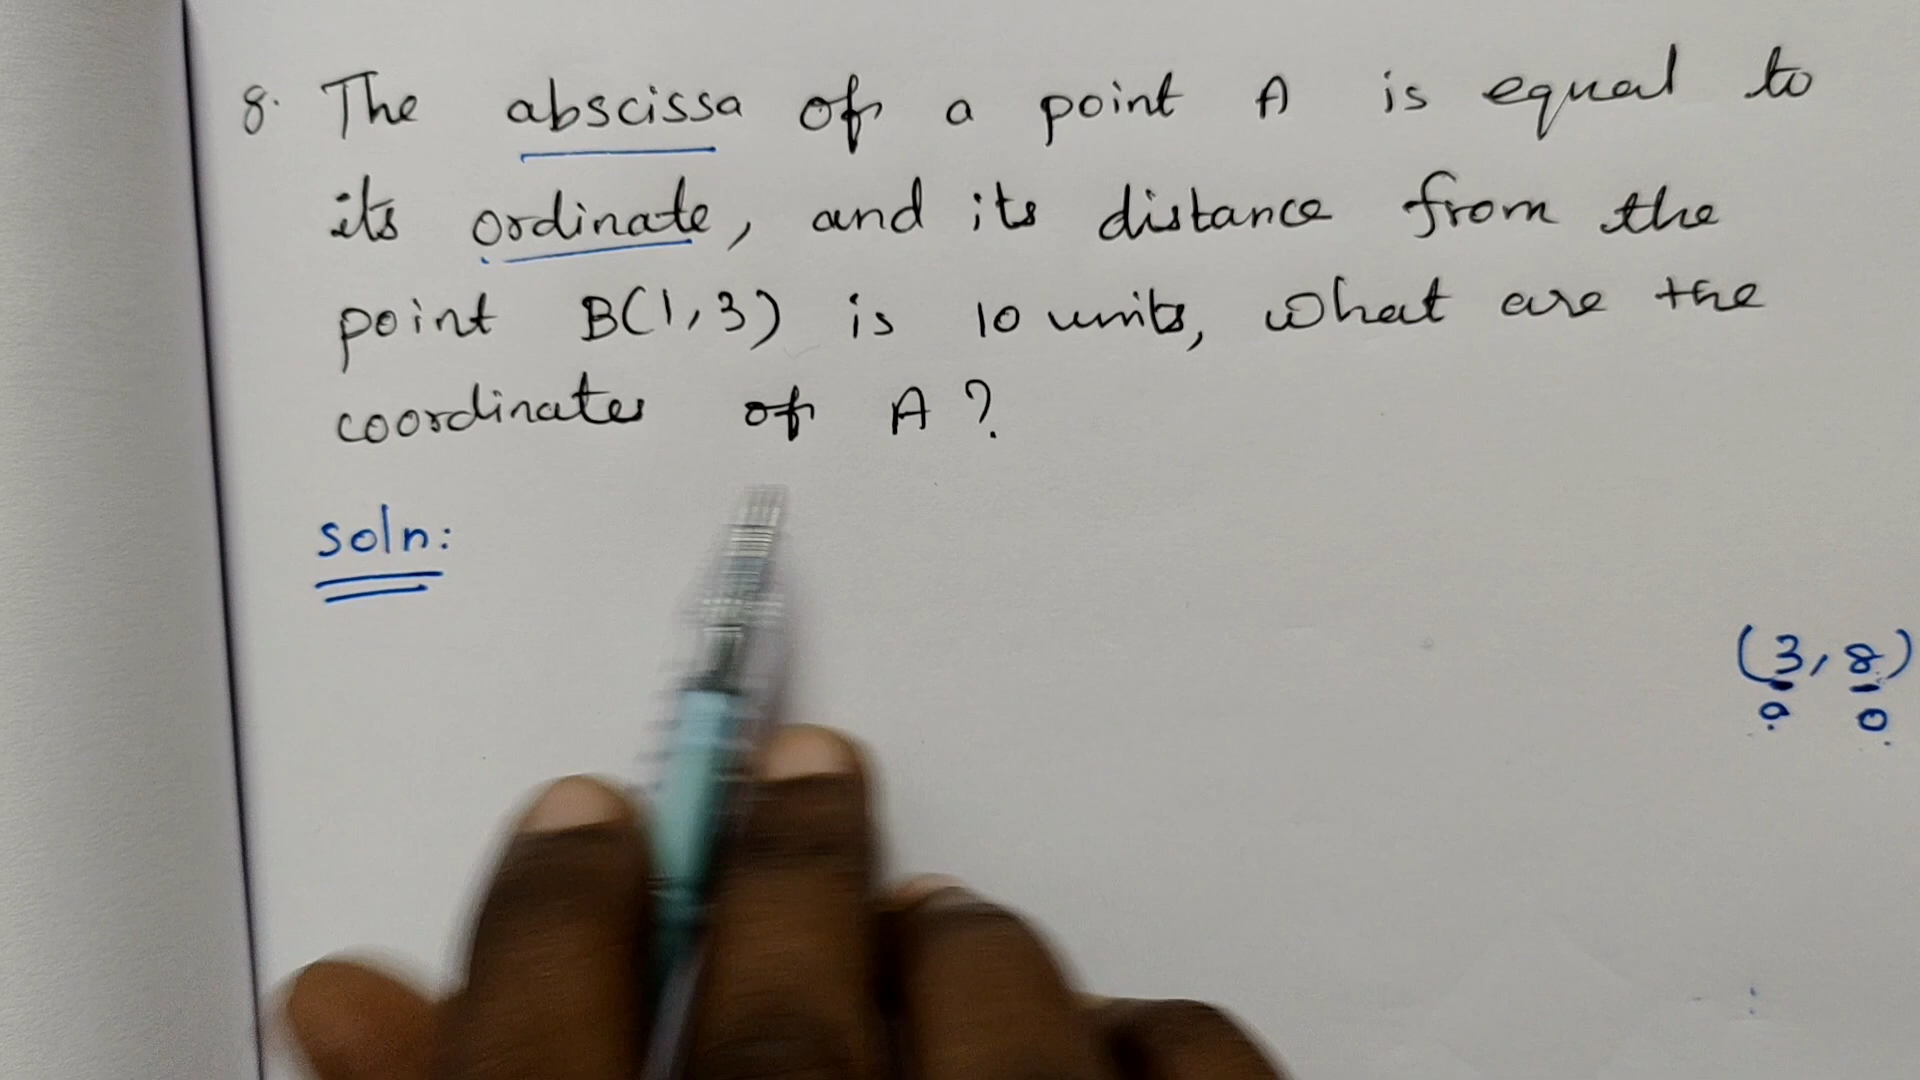 8. The abscissa of a point A is equal to
its ordinate, and its distance from the
point B(1,3) is 10 units, what are the
coordinates of A?
Soln:
(3,8)
a o